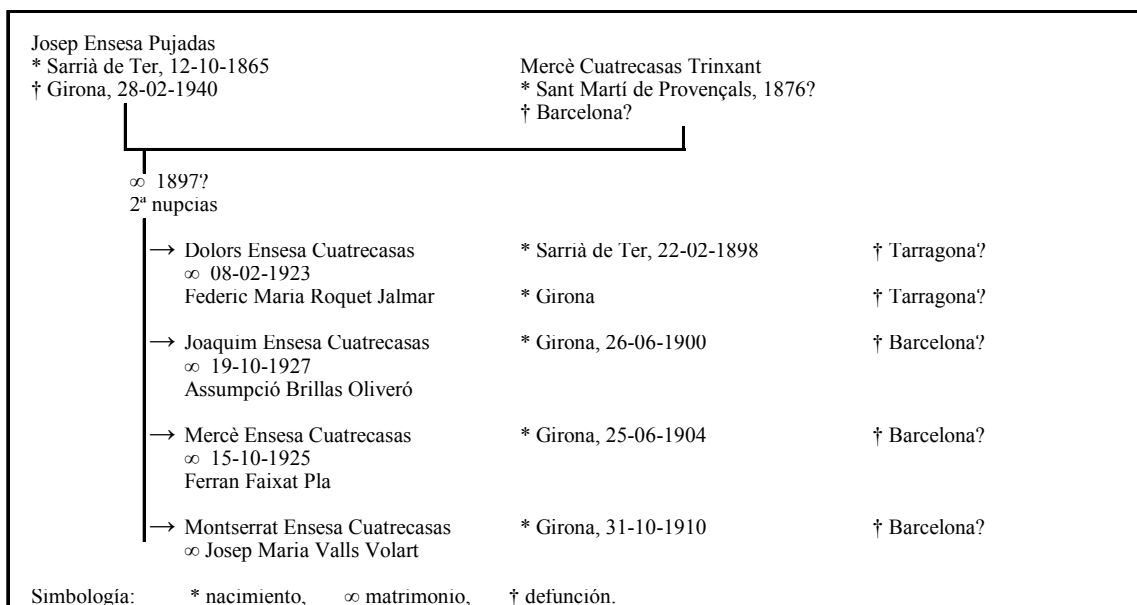 Josep Ensesa Pujadas
* Sarrià de Ter, 12-10-1865
† Girona, 28-02-1940
Mercè Cuatrecasas Trinxant
* Sant Martí de Provençals, 1876?
† Barcelona?
∞ 1897?
2ª nupcias
→ Dolors Ensesa Cuatrecasas * Sarrià de Ter, 22-02-1898 † Tarragona?
∞ 08-02-1923
Federic Maria Roquet Jalmar * Girona † Tarragona?
→ Joaquim Ensesa Cuatrecasas * Girona, 26-06-1900 † Barcelona?
∞ 19-10-1927
Assumpció Brillas Oliveró
→ Mercè Ensesa Cuatrecasas * Girona, 25-06-1904 † Barcelona?
∞ 15-10-1925
Ferran Faixat Pla
→ Montserrat Ensesa Cuatrecasas * Girona, 31-10-1910 † Barcelona?
∞ Josep Maria Valls Volart
Simbología: * nacimiento, ∞ matrimonio, † defunción.